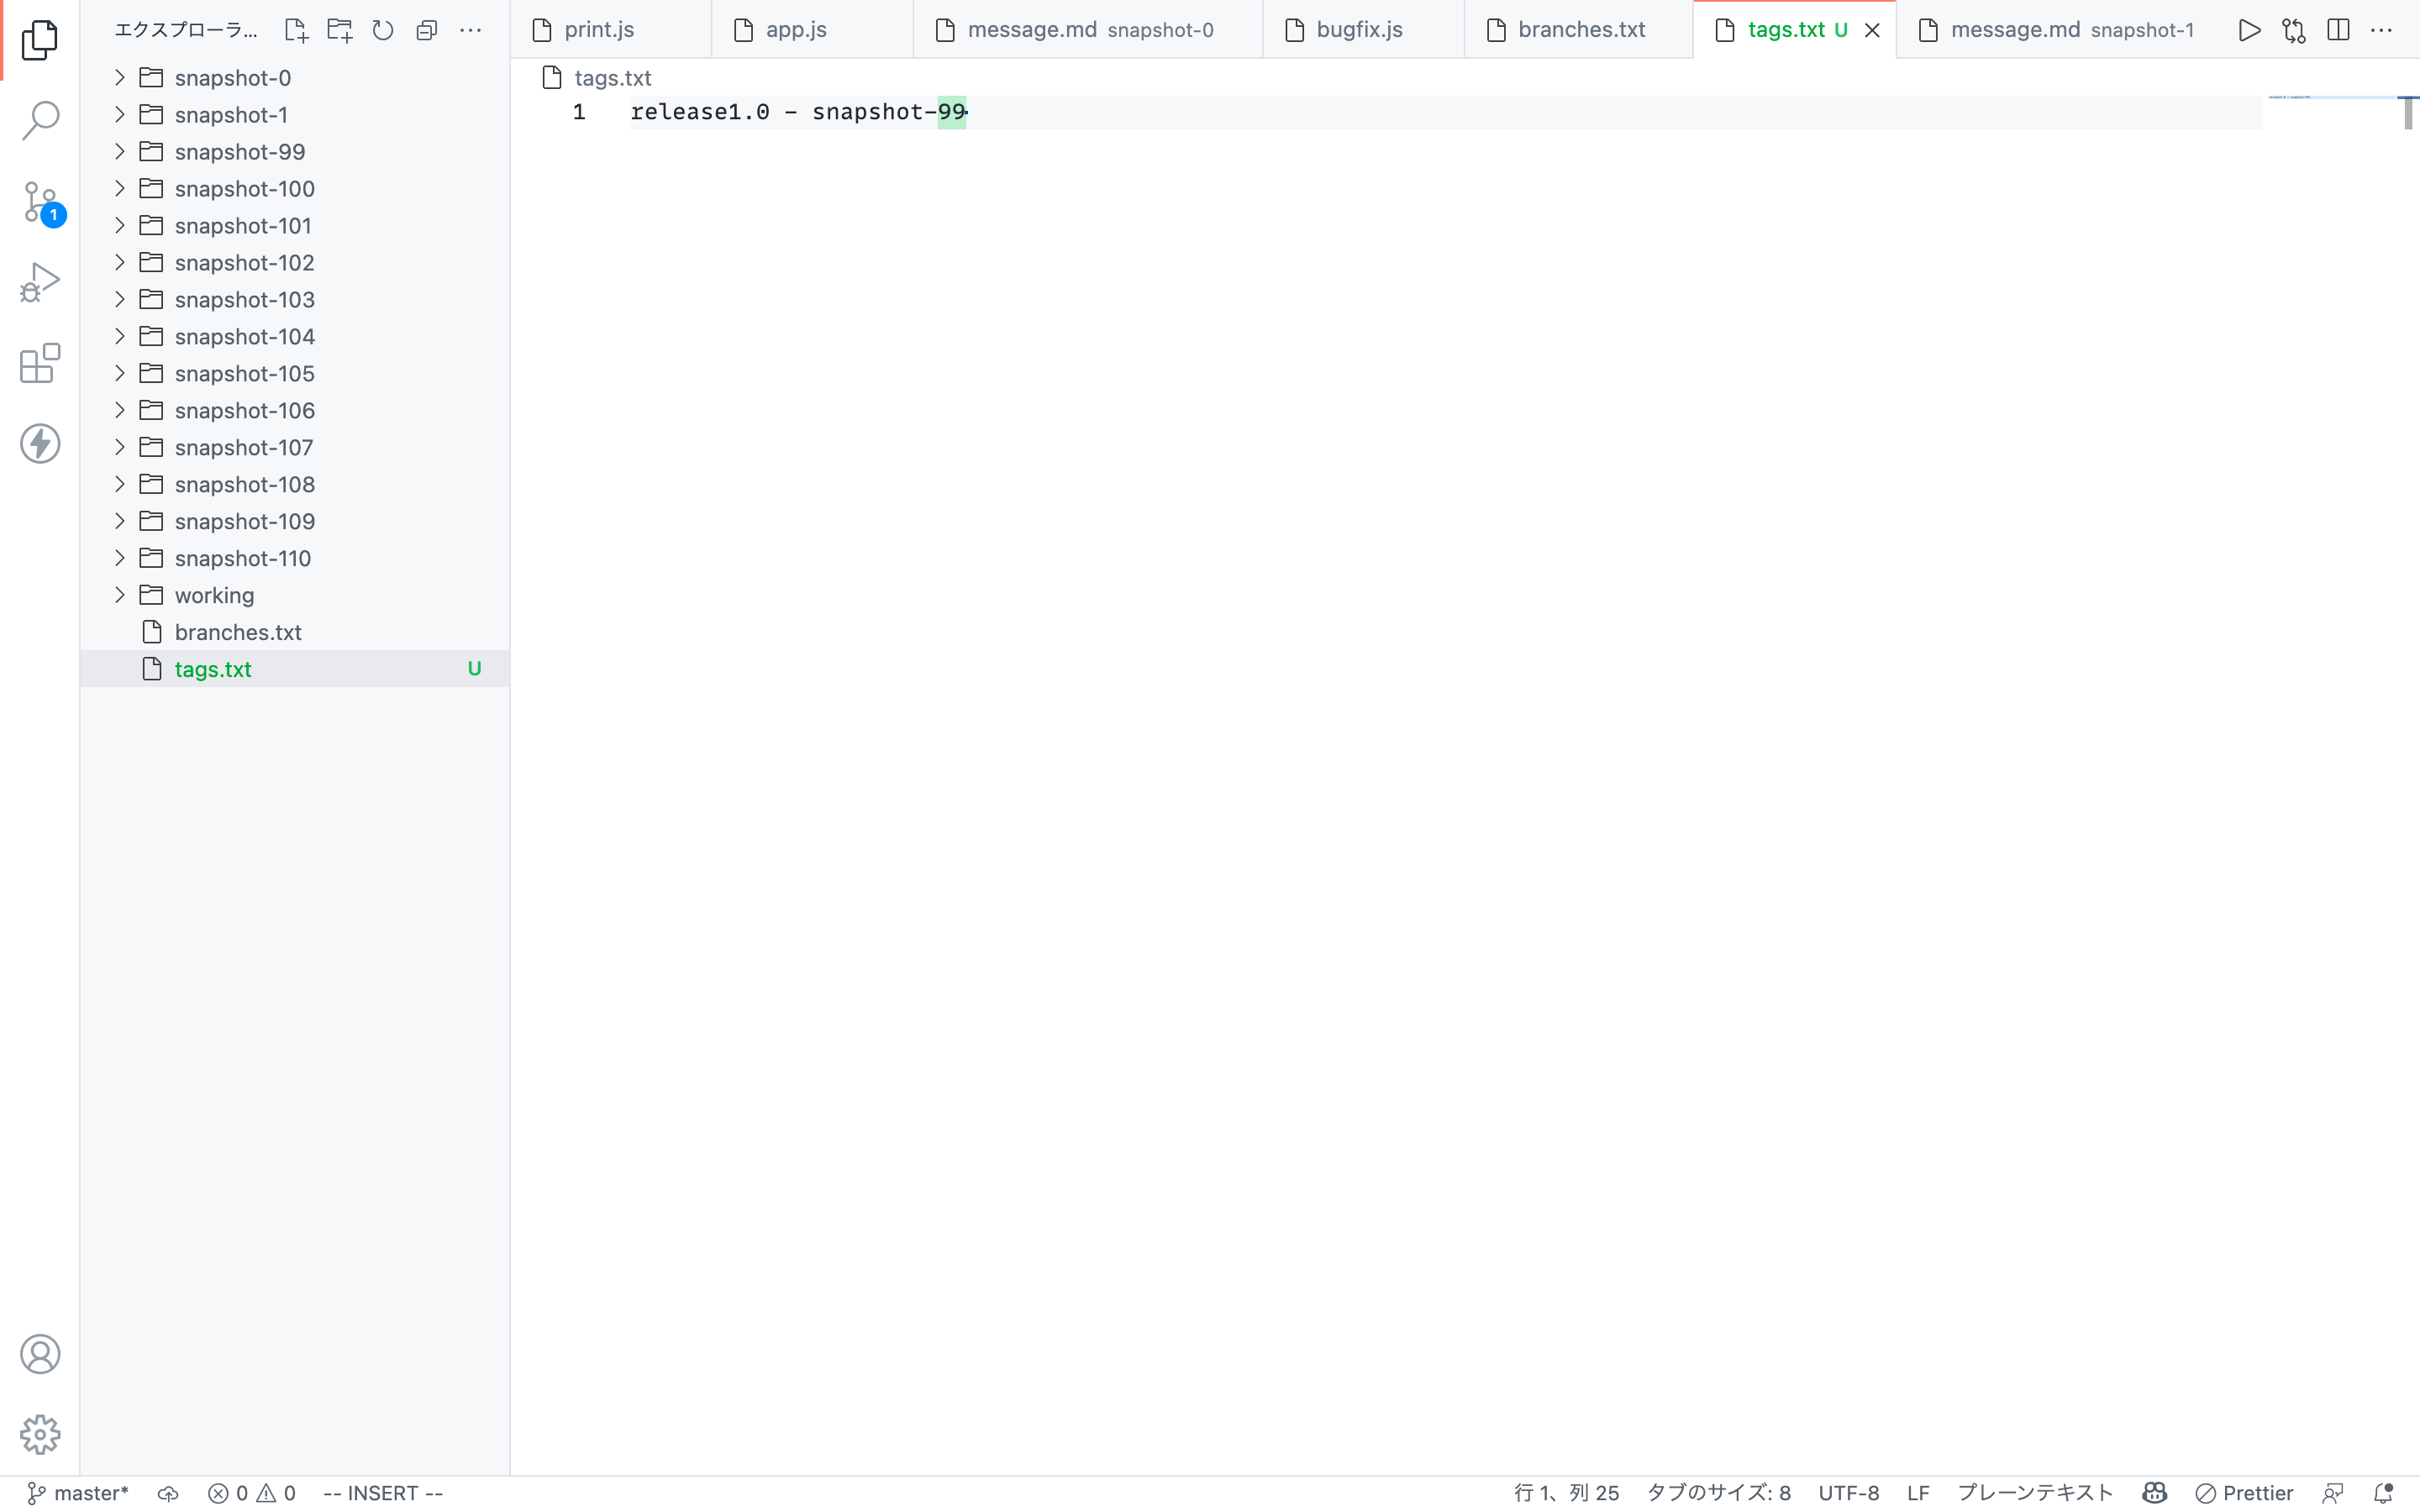 エクスプローラ...
print.js
app.js
message.md snapshot-0
bugfix.js
branches.txt
tags.txt U
message.md snapshot-1
snapshot-0
snapshot-1
snapshot-99
snapshot-100
snapshot-101
snapshot-102
snapshot-103
snapshot-104
snapshot-105
snapshot-106
snapshot-107
snapshot-108
snapshot-109
snapshot-110
working
branches.txt
tags.txt U
1
tags.txt
1 release1.0 - snapshot-99
master* 0 0 -- INSERT -- 行 1、列 25 タブのサイズ: 8 UTF-8 LF プレーンテキスト Prettier